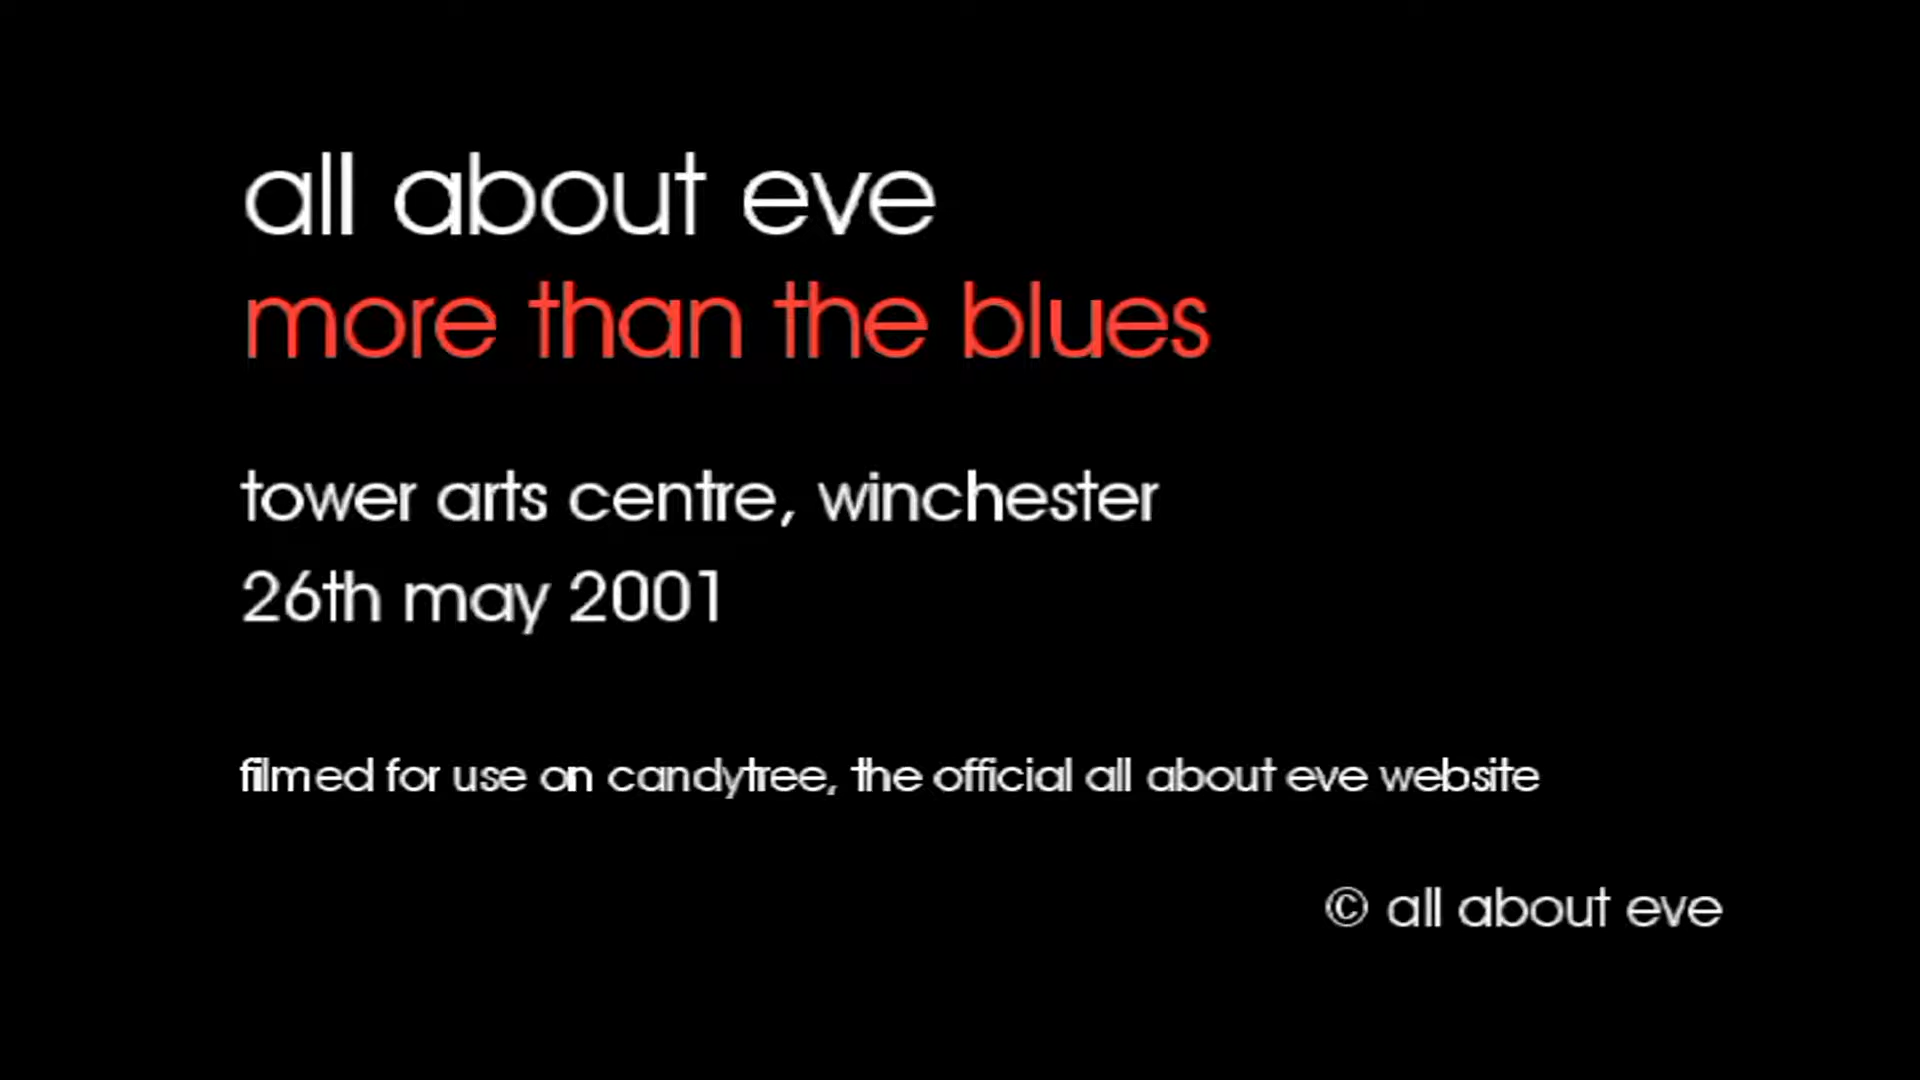 all about eve
more than the blues
tower arts centre, winchester
26th may 2001
filmed for use on candytree, the official all about eve website
© all about eve